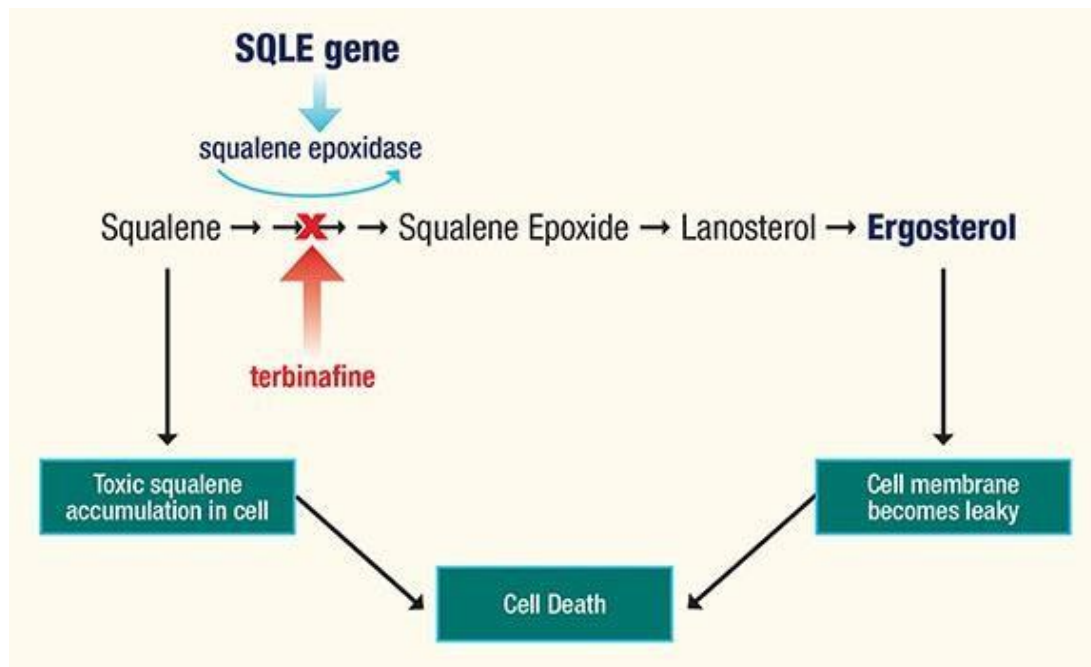 SQLE gene
squalene epoxidase
Squalene → → X → → Squalene Epoxide → Lanosterol → Ergosterol
terbinafine
Toxic squalene
accumulation in cell
Cell membrane
becomes leaky
Cell Death